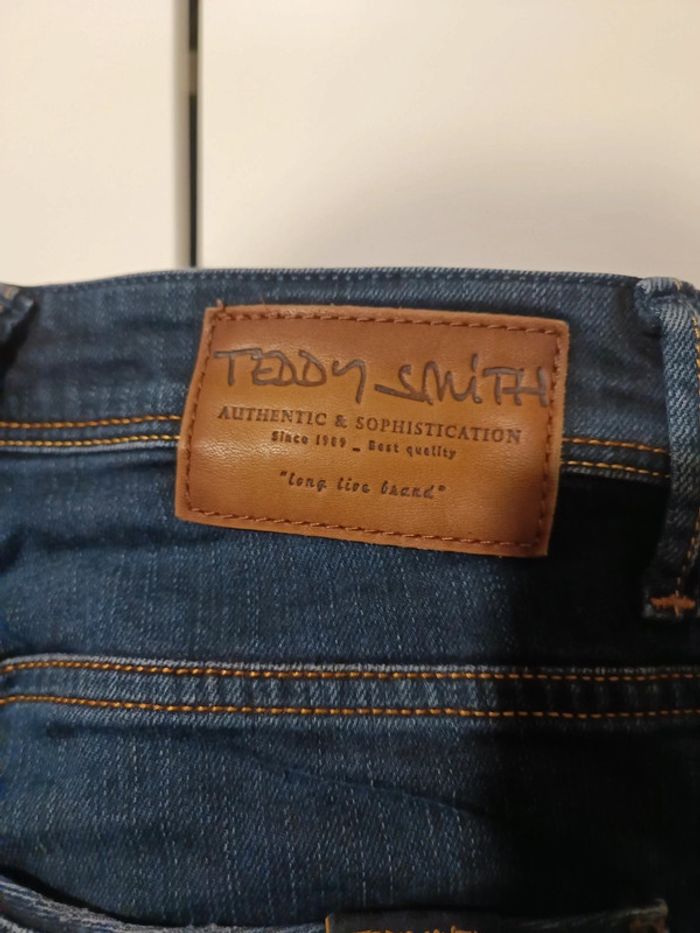 TEDDY SMITH
AUTHENTIC & SOPHISTICATION
Since 1989 _ Best quality
"long live brand"